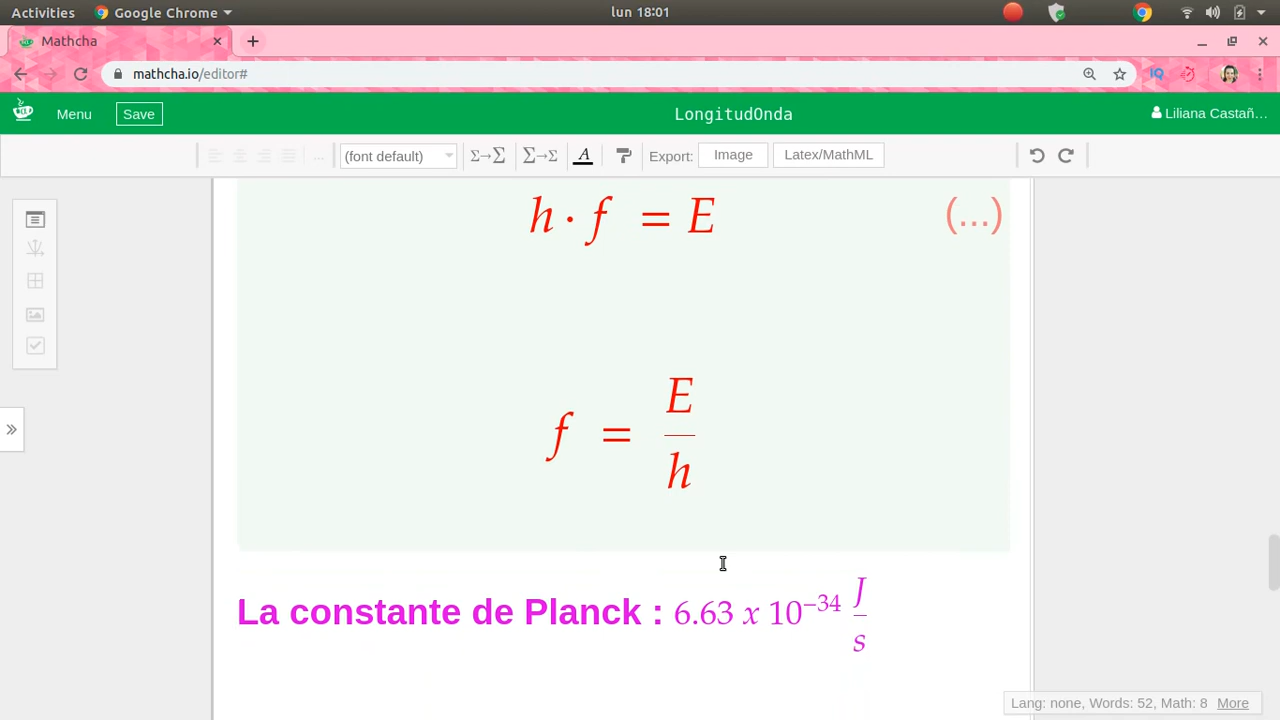 Activities Google Chrome lun 18:01
Mathcha
mathcha.io/editor# IQ
Menu Save LongitudOnda Liliana Castañ...
... (font default) Σ→Σ Σ→Σ A Export: Image Latex/MathML
h · f = E (...)
f = E/h
La constante de Planck : 6.63 x 10⁻³⁴ J/s
Lang: none, Words: 52, Math: 8 More